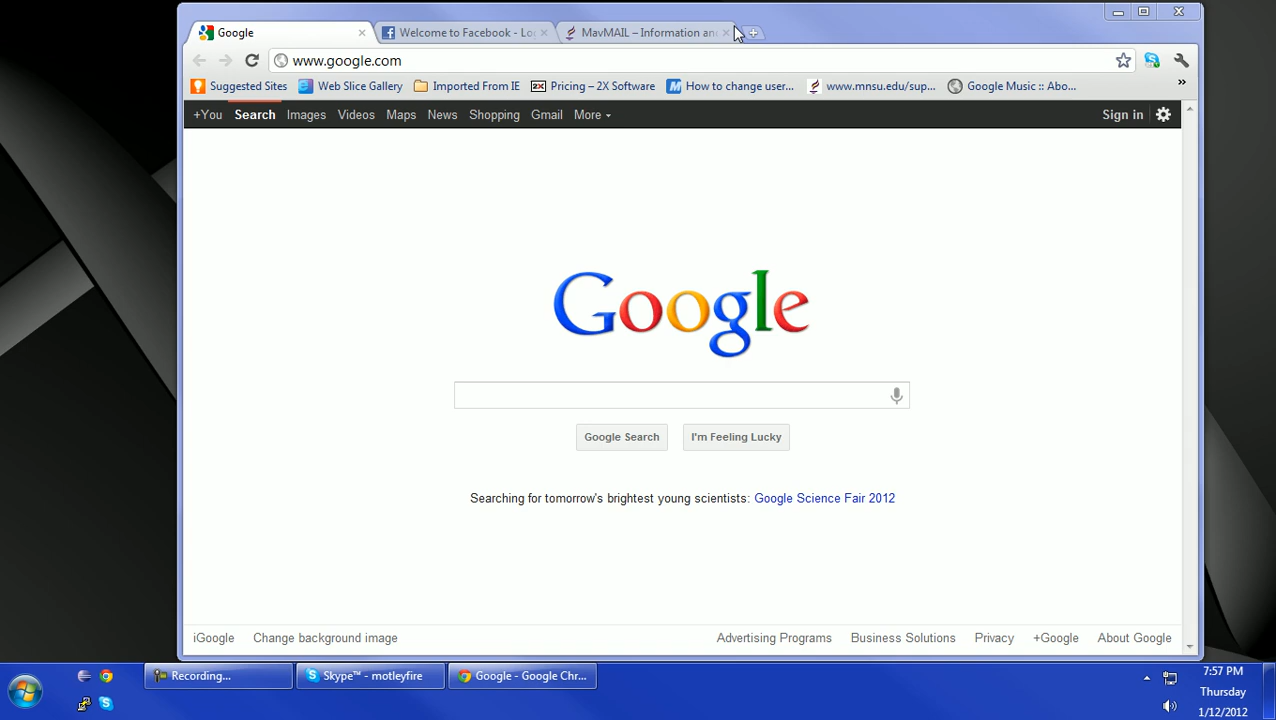 Google
Welcome to Facebook - Lo
MavMAIL – Information an
www.google.com
Suggested Sites
Web Slice Gallery
Imported From IE
2X
Pricing – 2X Software
How to change user...
www.mnsu.edu/sup...
Google Music :: Abo...
»
+You
Search
Images
Videos
Maps
News
Shopping
Gmail
More
Sign in
Google
Google Search
I'm Feeling Lucky
Searching for tomorrow's brightest young scientists: Google Science Fair 2012
iGoogle
Change background image
Advertising Programs
Business Solutions
Privacy
+Google
About Google
Recording...
Skype™ - motleyfire
Google - Google Chr...
7:57 PM
Thursday
1/12/2012